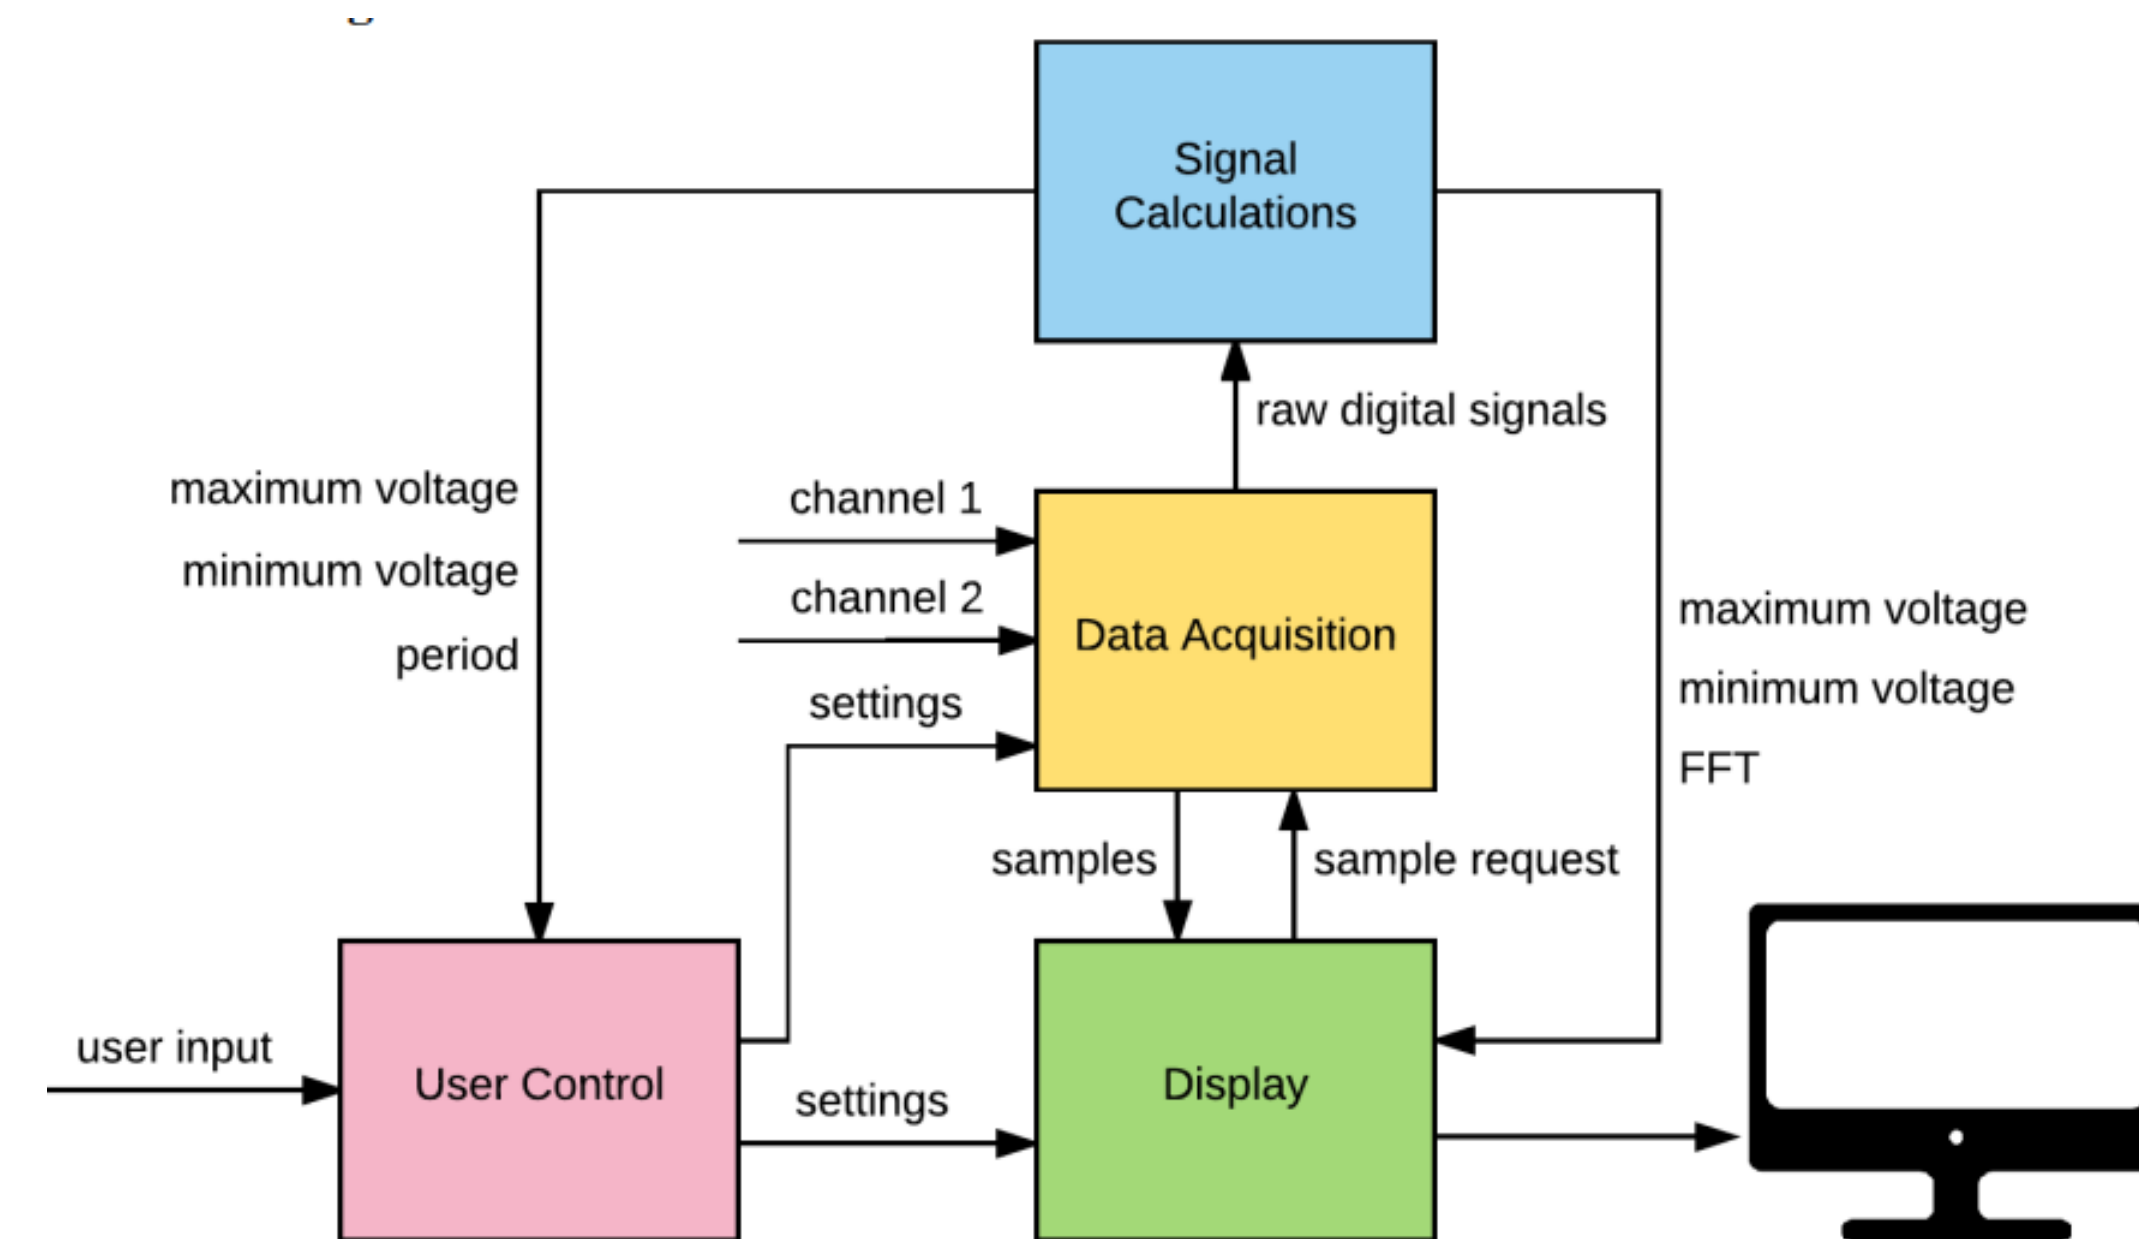 Signal
Calculations
raw digital signals
maximum voltage
minimum voltage
period
channel 1
channel 2
settings
Data Acquisition
maximum voltage
minimum voltage
FFT
samples
sample request
user input
User Control
settings
Display